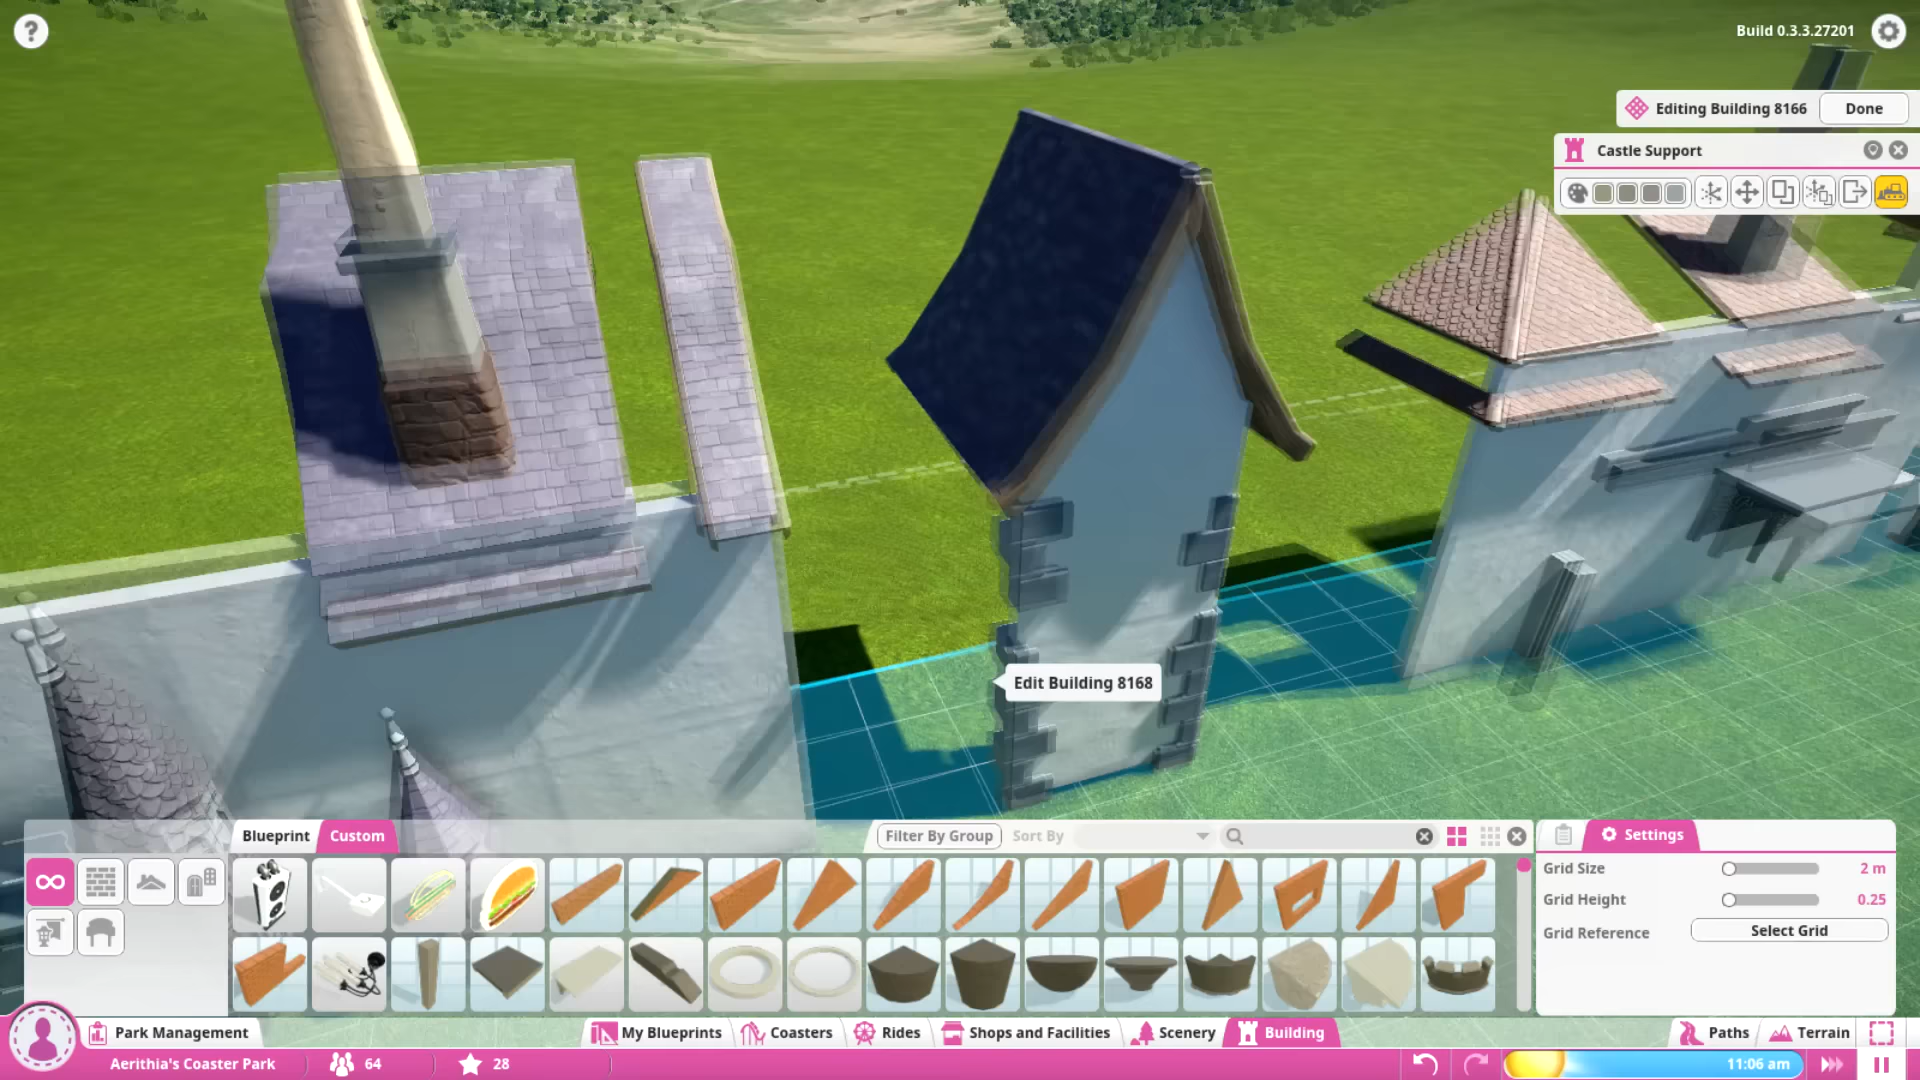 ?
Build 0.3.3.27201
Editing Building 8166
Done
Castle Support
Edit Building 8168
Blueprint
Custom
Filter By Group
Sort By
Settings
Grid Size
2 m
Grid Height
0.25
Grid Reference
Select Grid
Park Management
My Blueprints
Coasters
Rides
Shops and Facilities
Scenery
Building
Paths
Terrain
Aerithia's Coaster Park
64
28
11:06 am